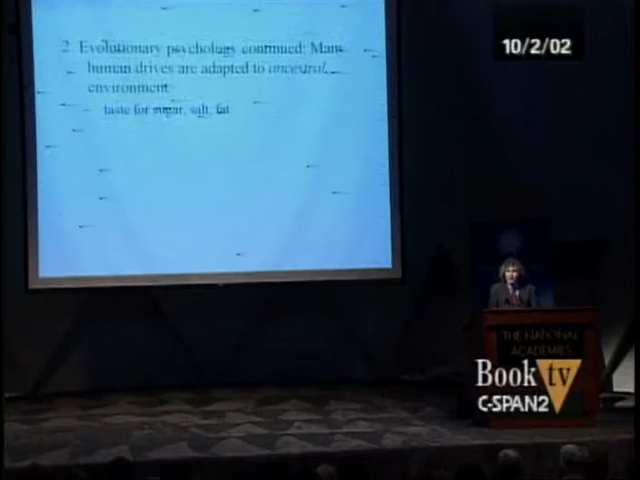 10/2/02
2. Evolutionary psychology continued: Many
human drives are adapted to ancestral
environment
taste for sugar, salt, fat
THE NATIONAL
ACADEMIES
Book tv
C-SPAN2